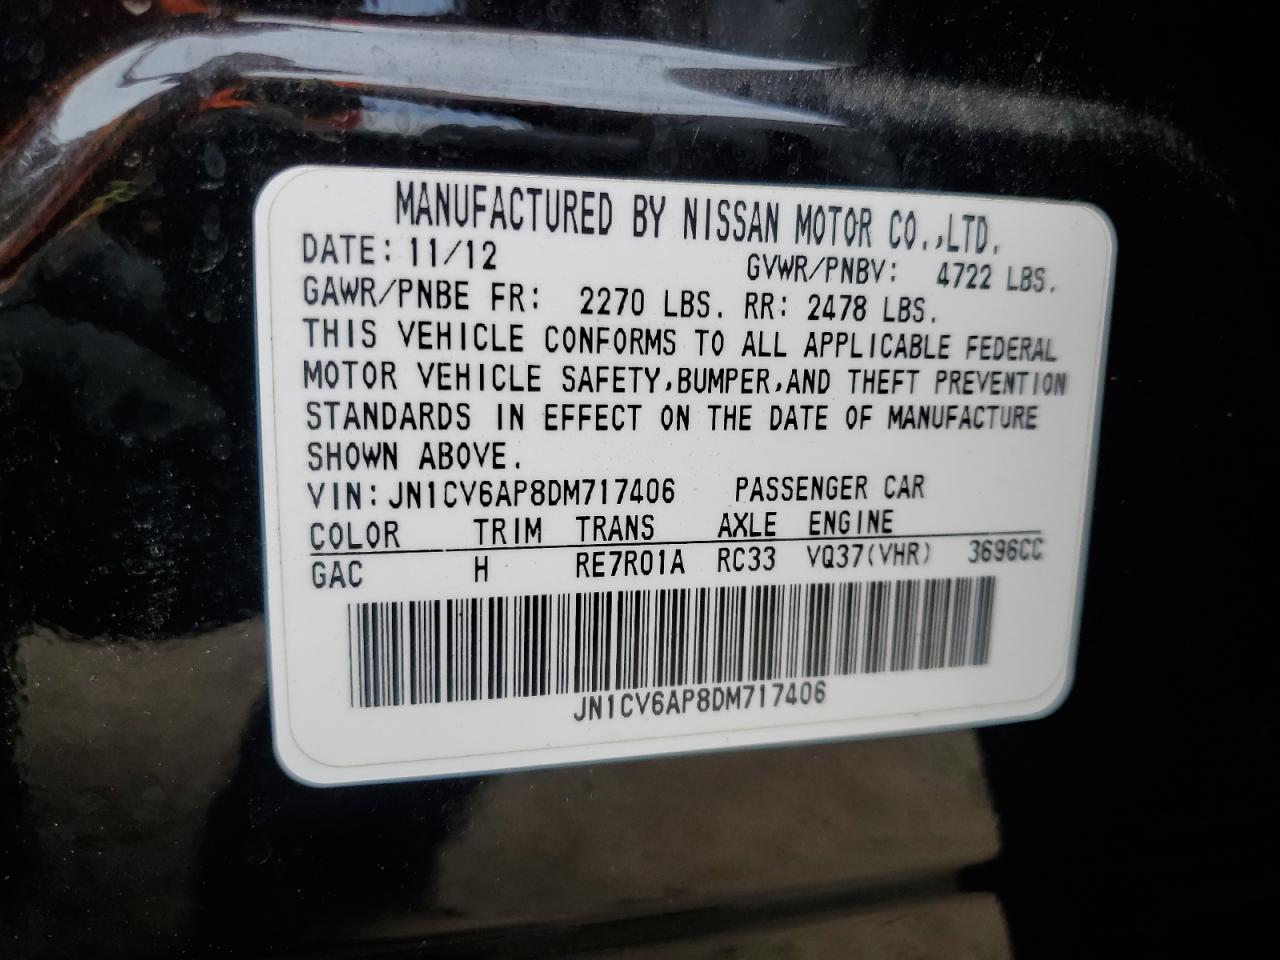 MANUFACTURED BY NISSAN MOTOR CO.,LTD.
DATE: 11/12 GVWR/PNBV: 4722 LBS.
GAWR/PNBE FR: 2270 LBS. RR: 2478 LBS.
THIS VEHICLE CONFORMS TO ALL APPLICABLE FEDERAL
MOTOR VEHICLE SAFETY,BUMPER,AND THEFT PREVENTION
STANDARDS IN EFFECT ON THE DATE OF MANUFACTURE
SHOWN ABOVE.
VIN: JN1CV6AP8DM717406 PASSENGER CAR
COLOR TRIM TRANS AXLE ENGINE
GAC H RE7R01A RC33 VQ37(VHR) 3696CC
JN1CV6AP8DM717406